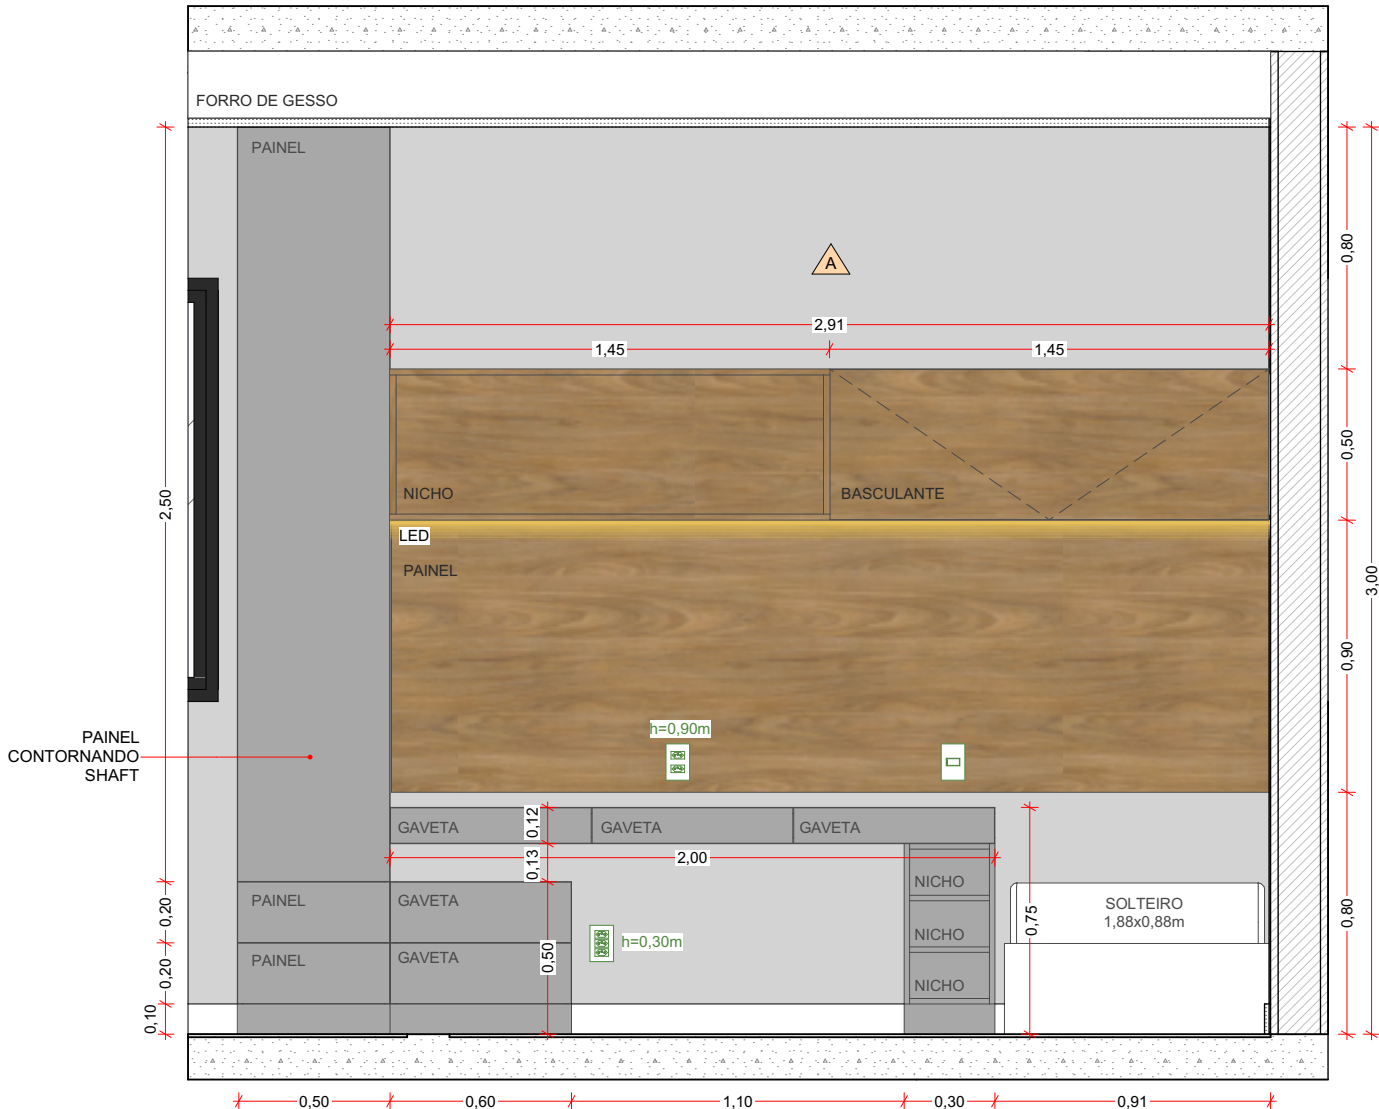 FORRO DE GESSO
PAINEL
0,80
A
2,91
1,45
1,45
0,50
2,50
NICHO
BASCULANTE
LED
PAINEL
3,00
0,90
h=0,90m
PAINEL
CONTORNANDO
SHAFT
GAVETA
0,12
GAVETA
GAVETA
0,13
2,00
NICHO
PAINEL
GAVETA
0,20
SOLTEIRO
1,88x0,88m
0,75
0,80
NICHO
h=0,30m
0,50
PAINEL
GAVETA
0,20
NICHO
0,10
0,50
0,60
1,10
0,30
0,91